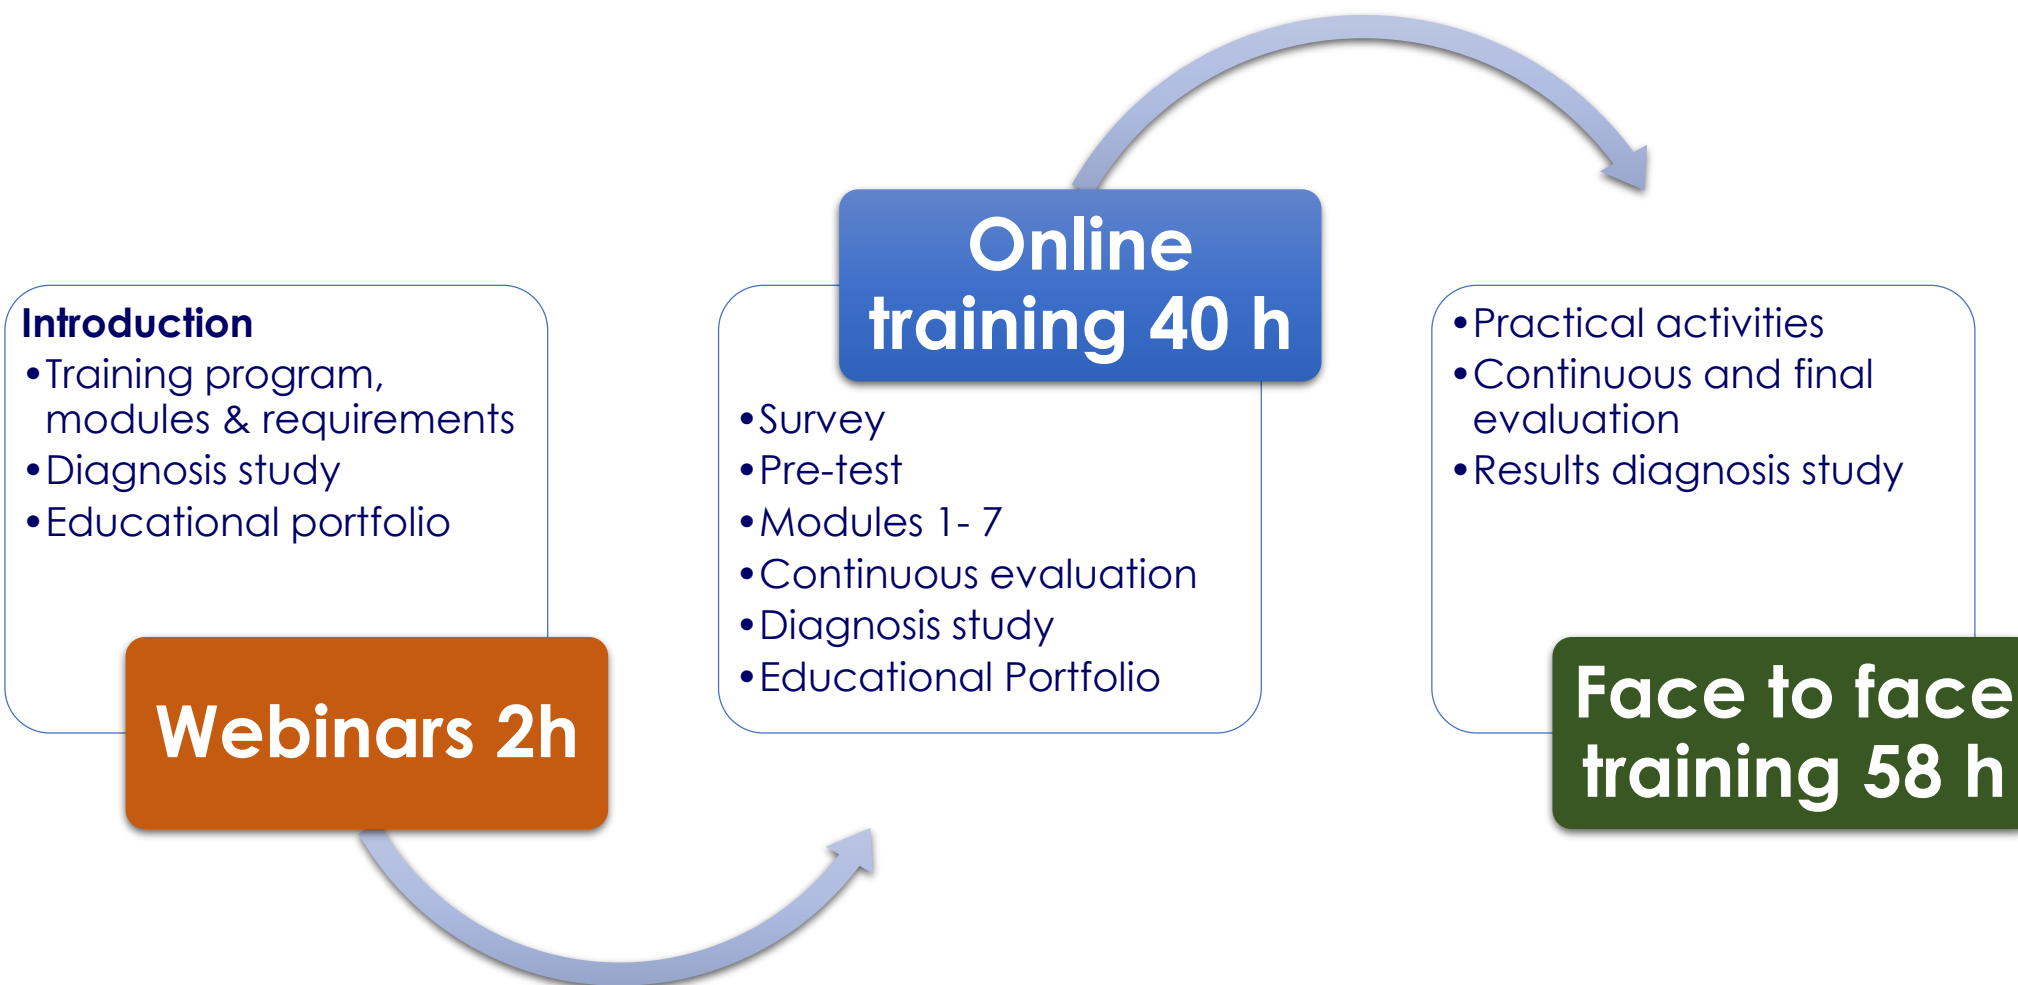 Introduction
•Training program,
modules & requirements
•Diagnosis study
•Educational portfolio
Webinars 2h
Online
training 40 h
•Survey
•Pre-test
•Modules 1- 7
•Continuous evaluation
•Diagnosis study
•Educational Portfolio
•Practical activities
•Continuous and final
evaluation
•Results diagnosis study
Face to face
training 58 h